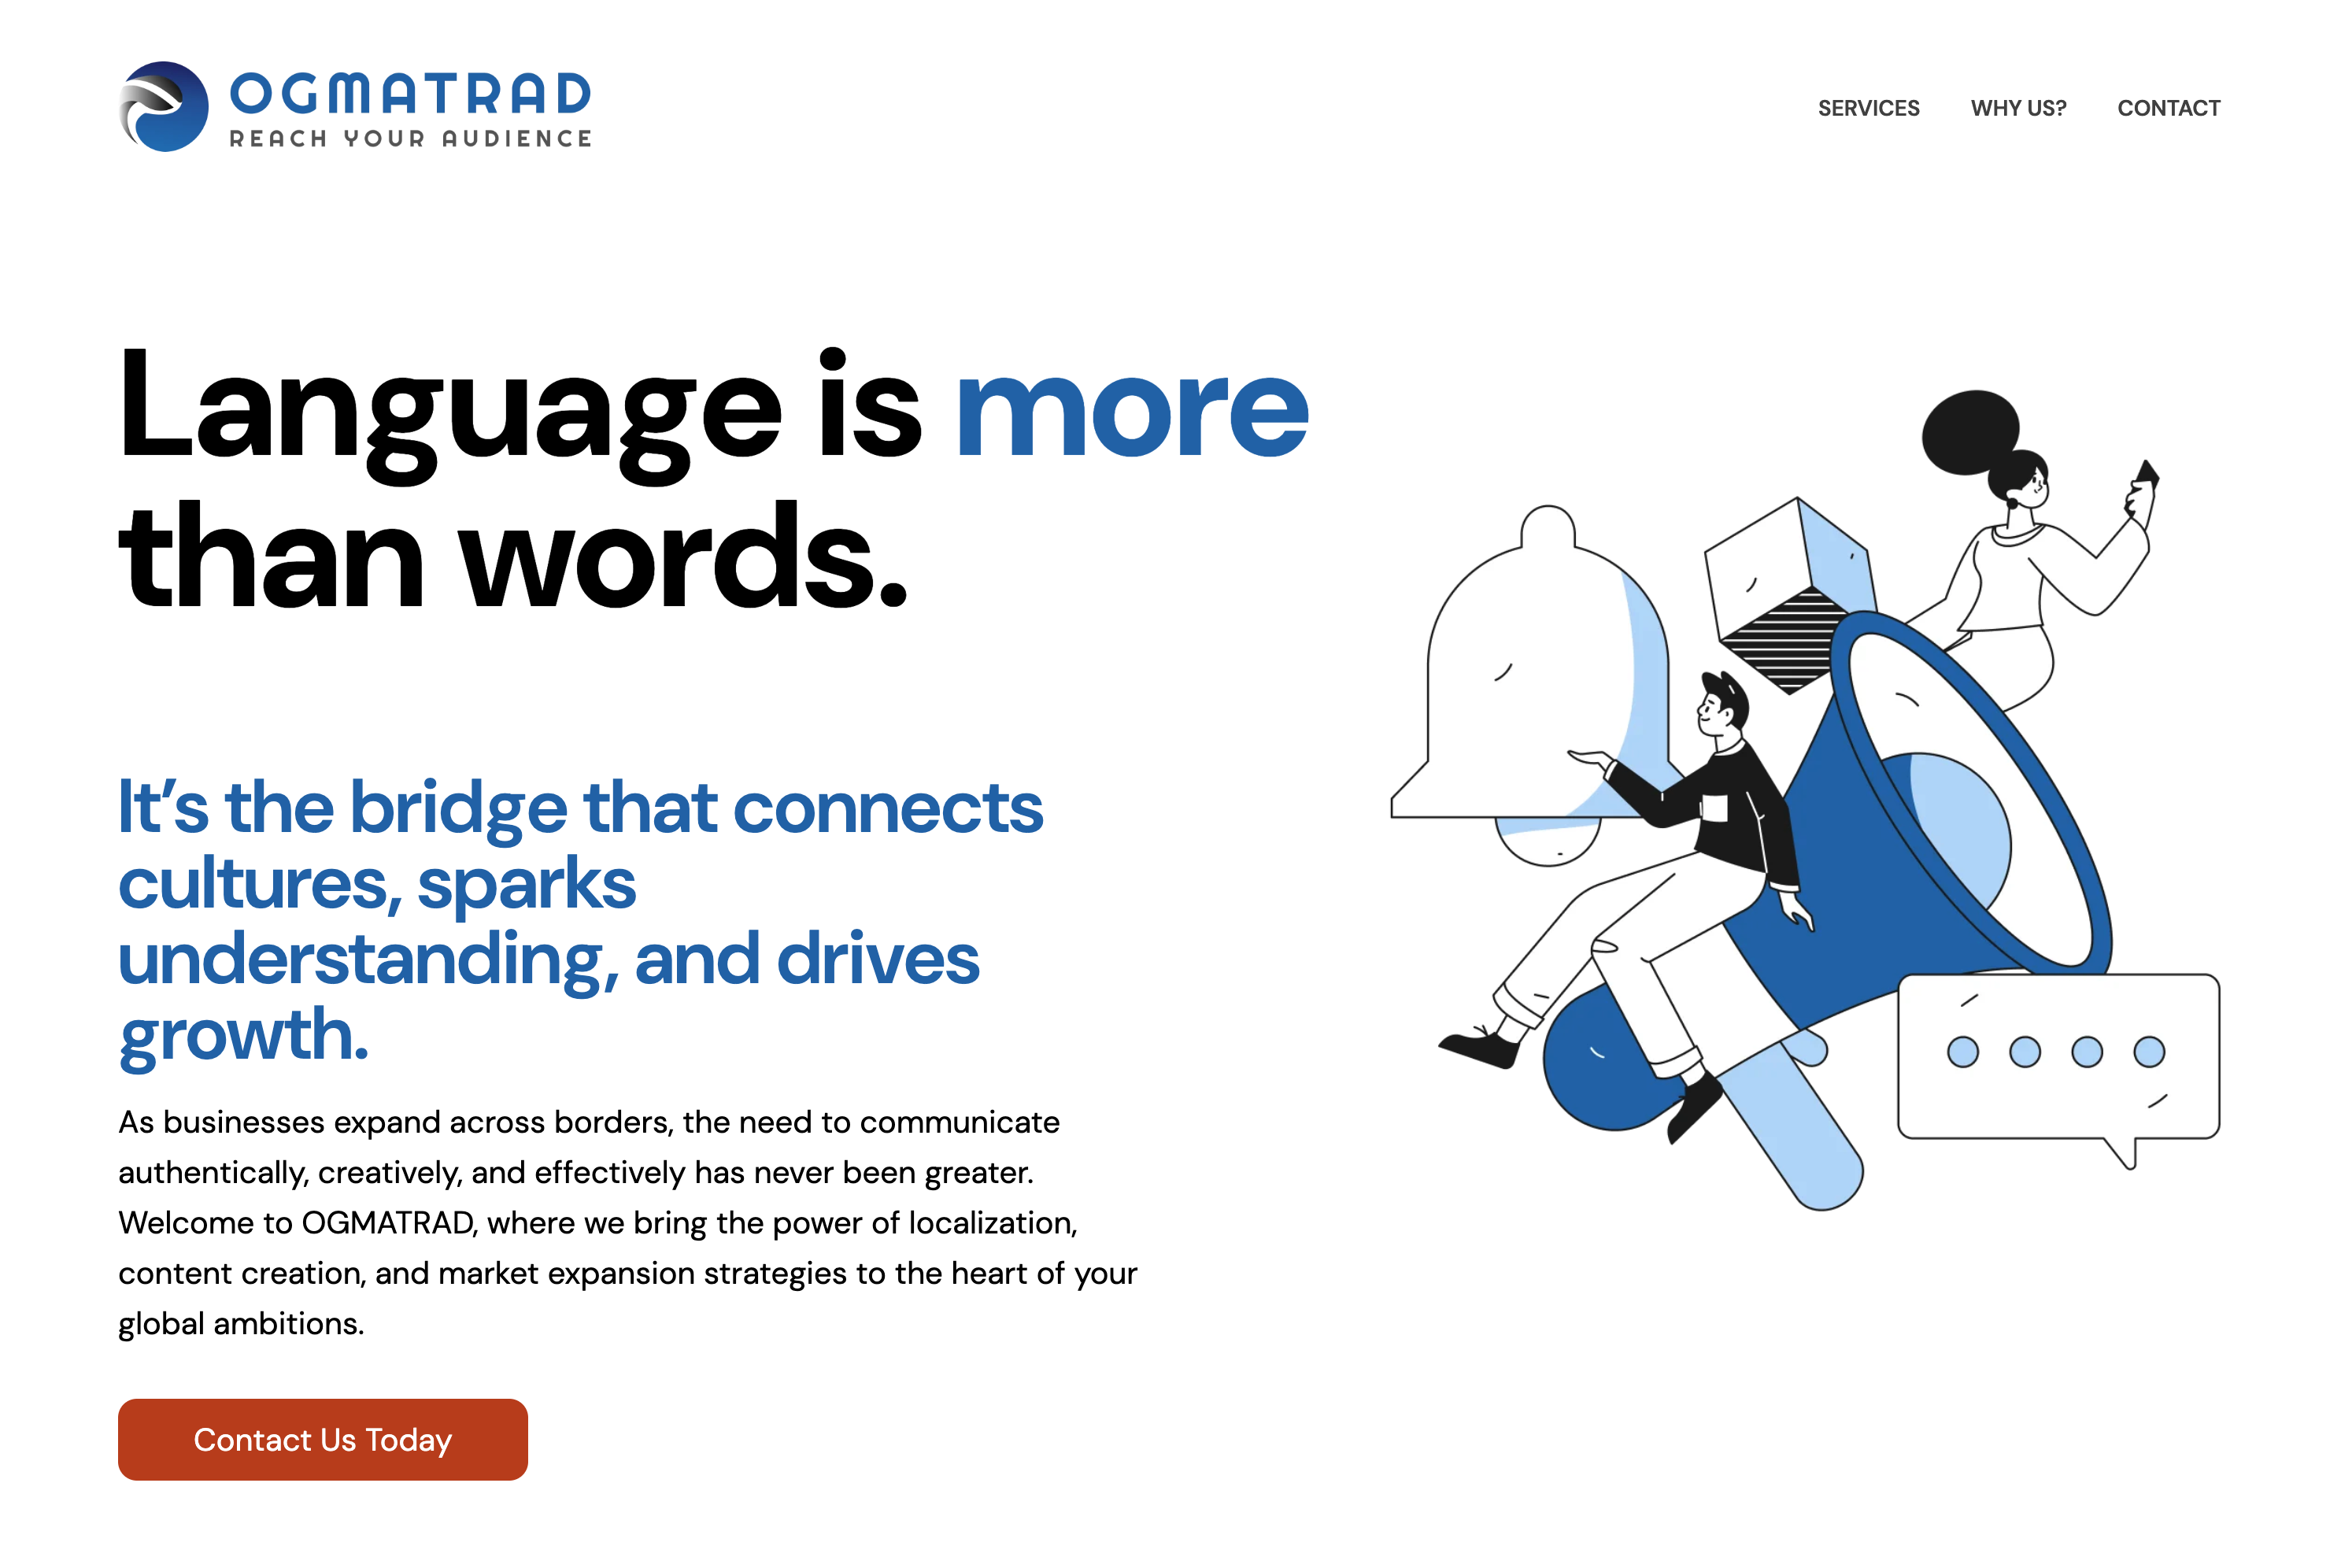 OGMATRAD
REACH YOUR AUDIENCE
SERVICES
WHY US?
CONTACT
Language is more
than words.
It’s the bridge that connects
cultures, sparks
understanding, and drives
growth.
As businesses expand across borders, the need to communicate
authentically, creatively, and effectively has never been greater.
Welcome to OGMATRAD, where we bring the power of localization,
content creation, and market expansion strategies to the heart of your
global ambitions.
Contact Us Today